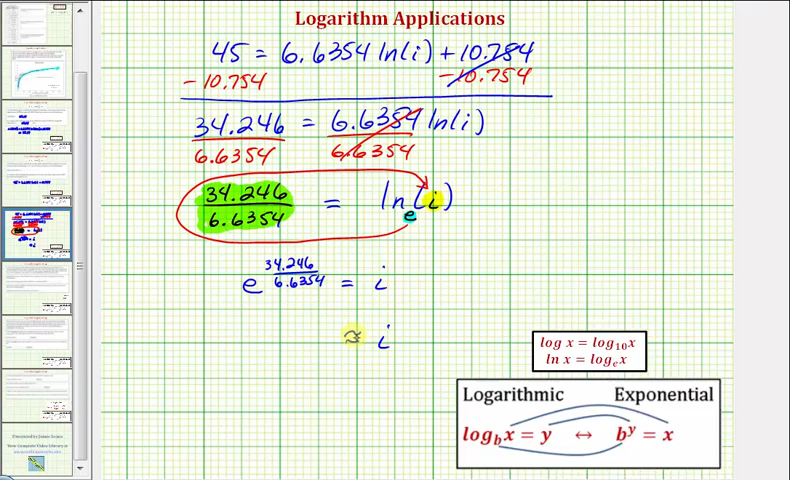 Logarithm Applications
45 = 6.6354 ln(i) + 10.754
- 10.754 - 10.754
34.246 = 6.6354 ln(i)
6.6354 6.6354
34.246 = ln(i)
6.6354 e
e^(34.246/6.6354) = i
≅ i
log x = log₁₀x
ln x = logₑx
Logarithmic Exponential
log_b x = y ↔ b^y = x